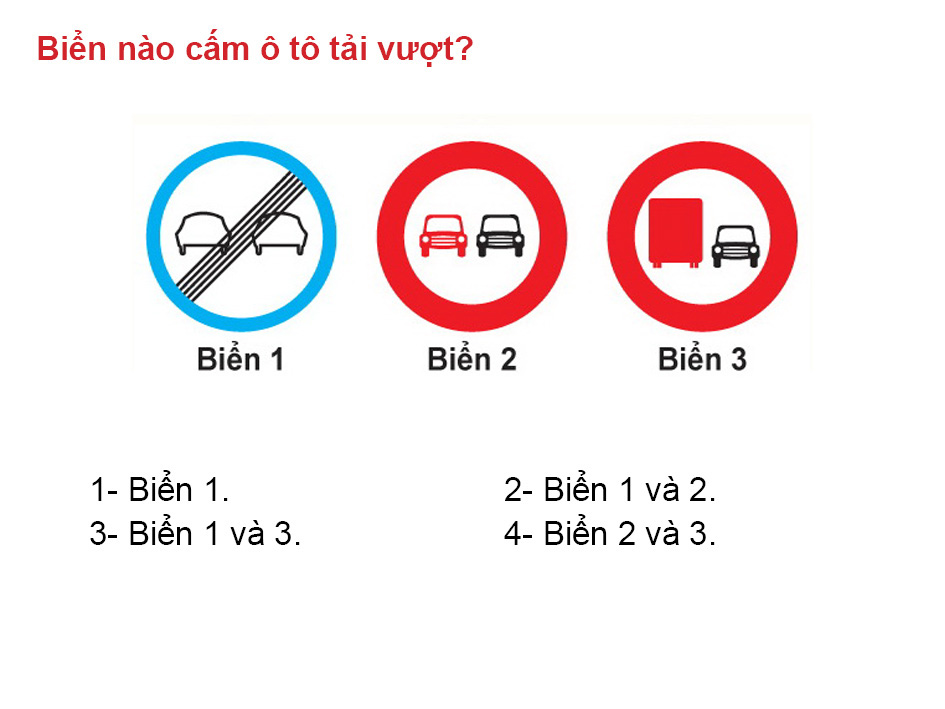 Biển nào cấm ô tô tải vượt?
Biển 1 Biển 2 Biển 3
1- Biển 1. 2- Biển 1 và 2.
3- Biển 1 và 3. 4- Biển 2 và 3.